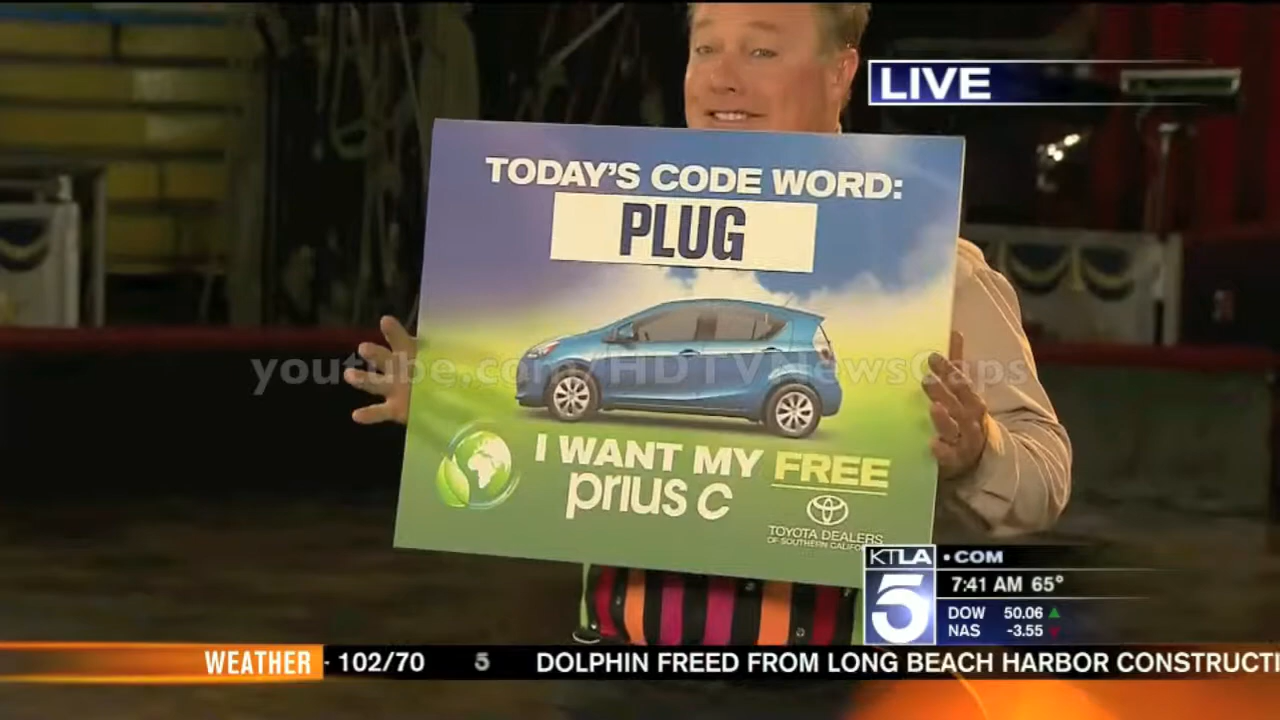 LIVE
TODAY'S CODE WORD:
PLUG
youtube.com/HDTVNewsCaps
I WANT MY FREE
prius c
TOYOTA DEALERS
OF SOUTHERN
KTLA
5
• COM
7:41 AM 65°
DOW 50.06
NAS -3.55
WEATHER - 102/70 5 DOLPHIN FREED FROM LONG BEACH HARBOR CONSTRUCTI